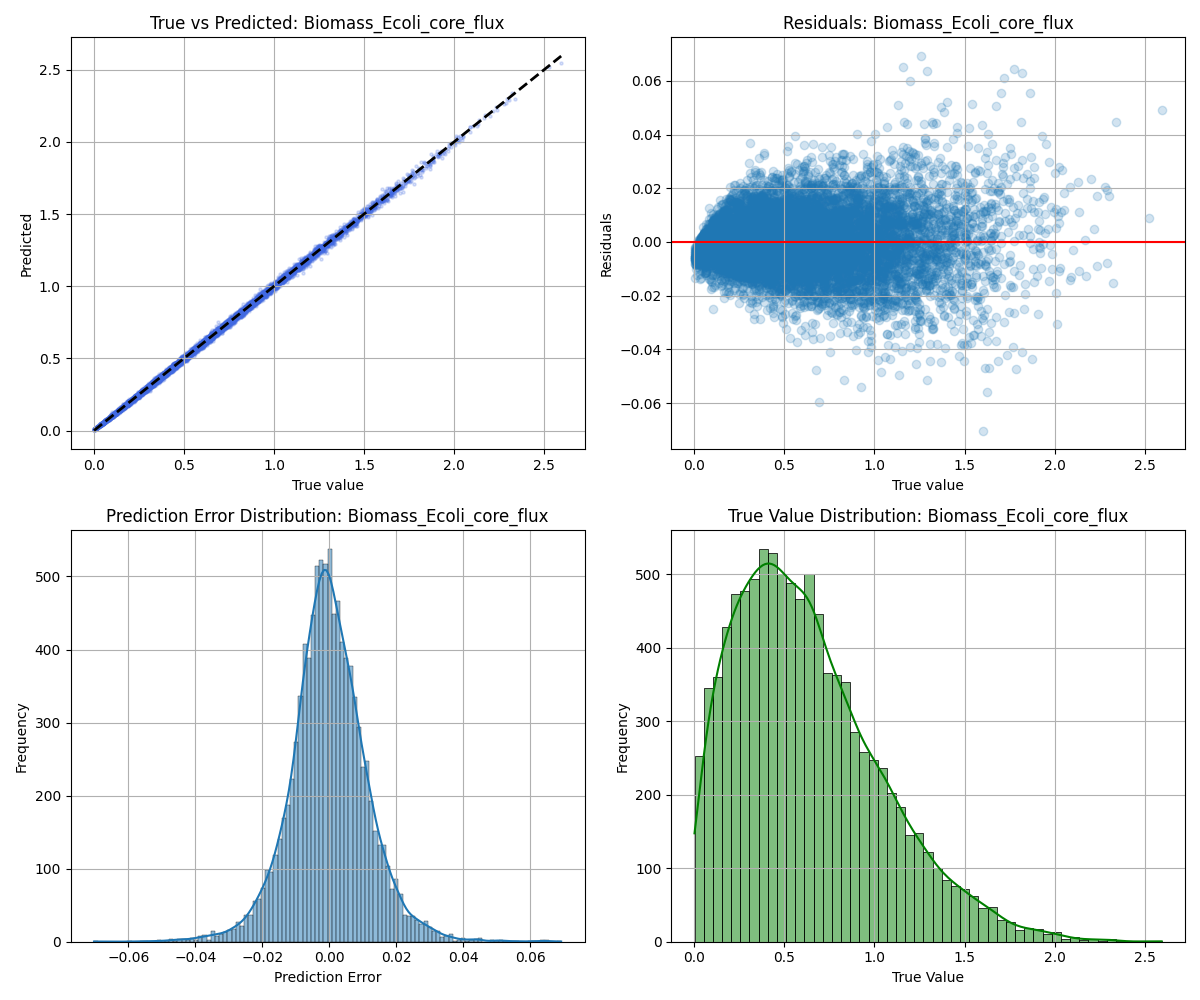 True vs Predicted: Biomass_Ecoli_core_flux
2.5
2.0
1.5
1.0
0.5
0.0
Predicted
0.0 0.5 1.0 1.5 2.0 2.5
True value
Residuals: Biomass_Ecoli_core_flux
0.06
0.04
0.02
0.00
−0.02
−0.04
−0.06
Residuals
0.0 0.5 1.0 1.5 2.0 2.5
True value
Prediction Error Distribution: Biomass_Ecoli_core_flux
500
400
300
200
100
0
Frequency
−0.06 −0.04 −0.02 0.00 0.02 0.04 0.06
Prediction Error
True Value Distribution: Biomass_Ecoli_core_flux
500
400
300
200
100
0
Frequency
0.0 0.5 1.0 1.5 2.0 2.5
True Value